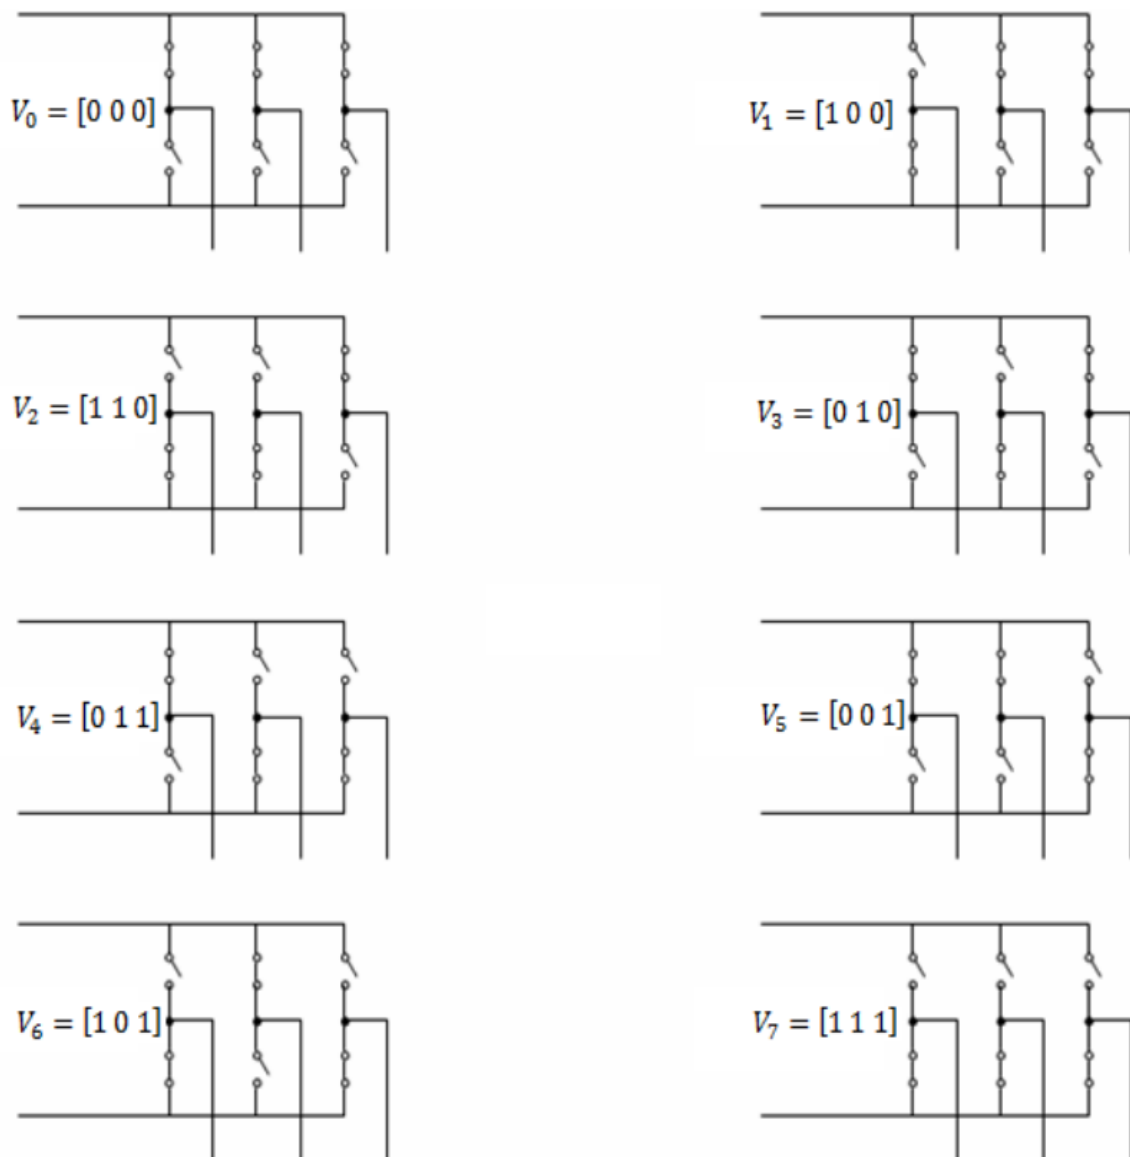 V₀ = [0 0 0]
V₁ = [1 0 0]
V₂ = [1 1 0]
V₃ = [0 1 0]
V₄ = [0 1 1]
V₅ = [0 0 1]
V₆ = [1 0 1]
V₇ = [1 1 1]